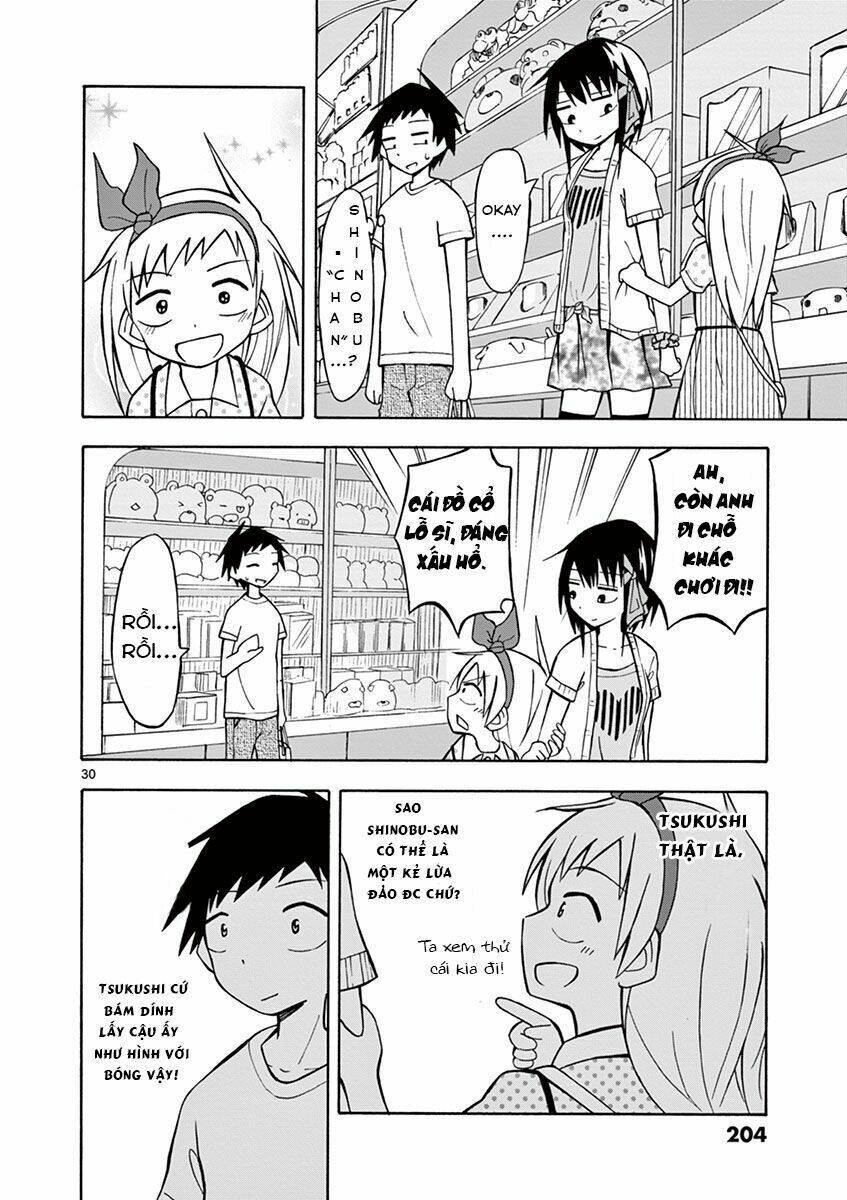 OKAY
....
SHINOBU
-
"CHAN"
...?
AH,
CÒN ANH
ĐI CHỖ
KHÁC
CHƠI ĐI!!
CÁI ĐỒ CỔ
LỖ SĨ, ĐÁNG
XẤU HỔ.
RỒI...
RỒI...
30
TSUKUSHI
THẬT LÀ,
SAO
SHINOBU-SAN
CÓ THỂ LÀ
MỘT KẺ LỪA
ĐẢO ĐC CHỨ?
Ta xem thử
cái kia đi!
TSUKUSHI CỨ
BÁM DÍNH
LẤY CẬU ẤY
NHƯ HÌNH VỚI
BÓNG VẬY!
204